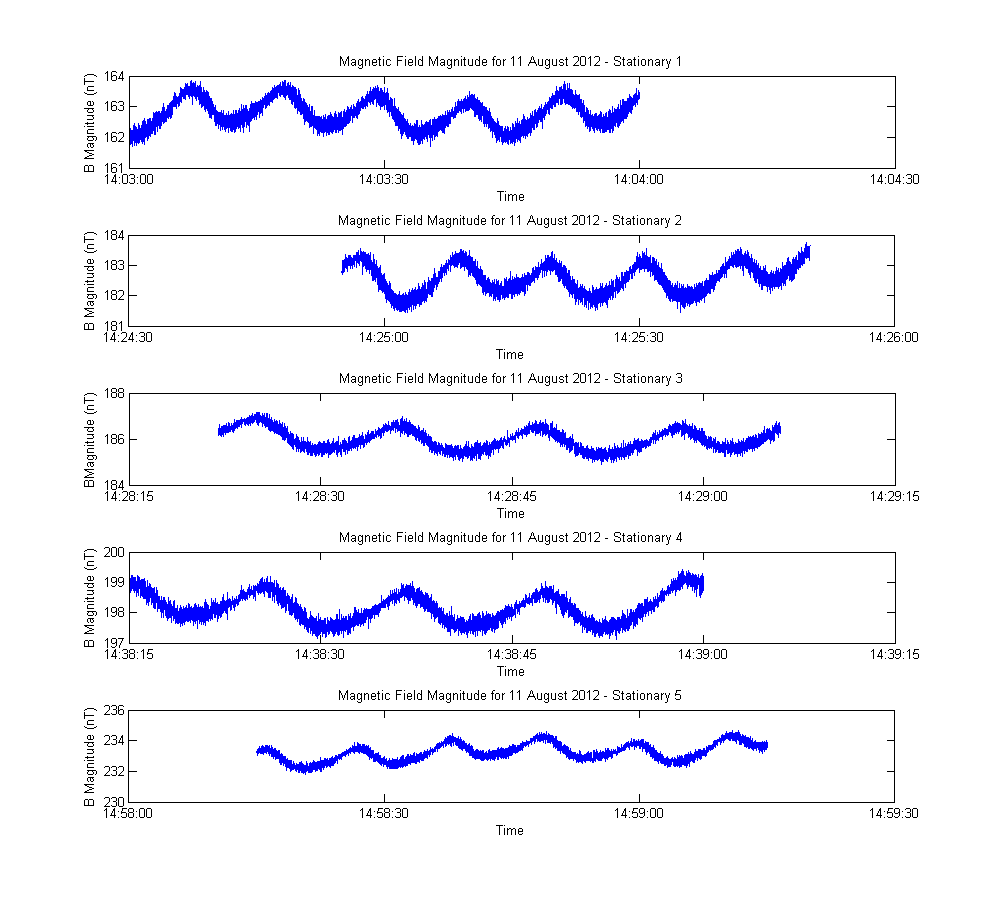 Magnetic Field Magnitude for 11 August 2012 - Stationary 1
B Magnitude (nT)
164
163
162
161
14:03:00 14:03:30 14:04:00 14:04:30
Time
Magnetic Field Magnitude for 11 August 2012 - Stationary 2
B Magnitude (nT)
184
183
182
181
14:24:30 14:25:00 14:25:30 14:26:00
Time
Magnetic Field Magnitude for 11 August 2012 - Stationary 3
BMagnitude (nT)
188
186
184
14:28:15 14:28:30 14:28:45 14:29:00 14:29:15
Time
Magnetic Field Magnitude for 11 August 2012 - Stationary 4
B Magnitude (nT)
200
199
198
197
14:38:15 14:38:30 14:38:45 14:39:00 14:39:15
Time
Magnetic Field Magnitude for 11 August 2012 - Stationary 5
B Magnitude (nT)
236
234
232
230
14:58:00 14:58:30 14:59:00 14:59:30
Time